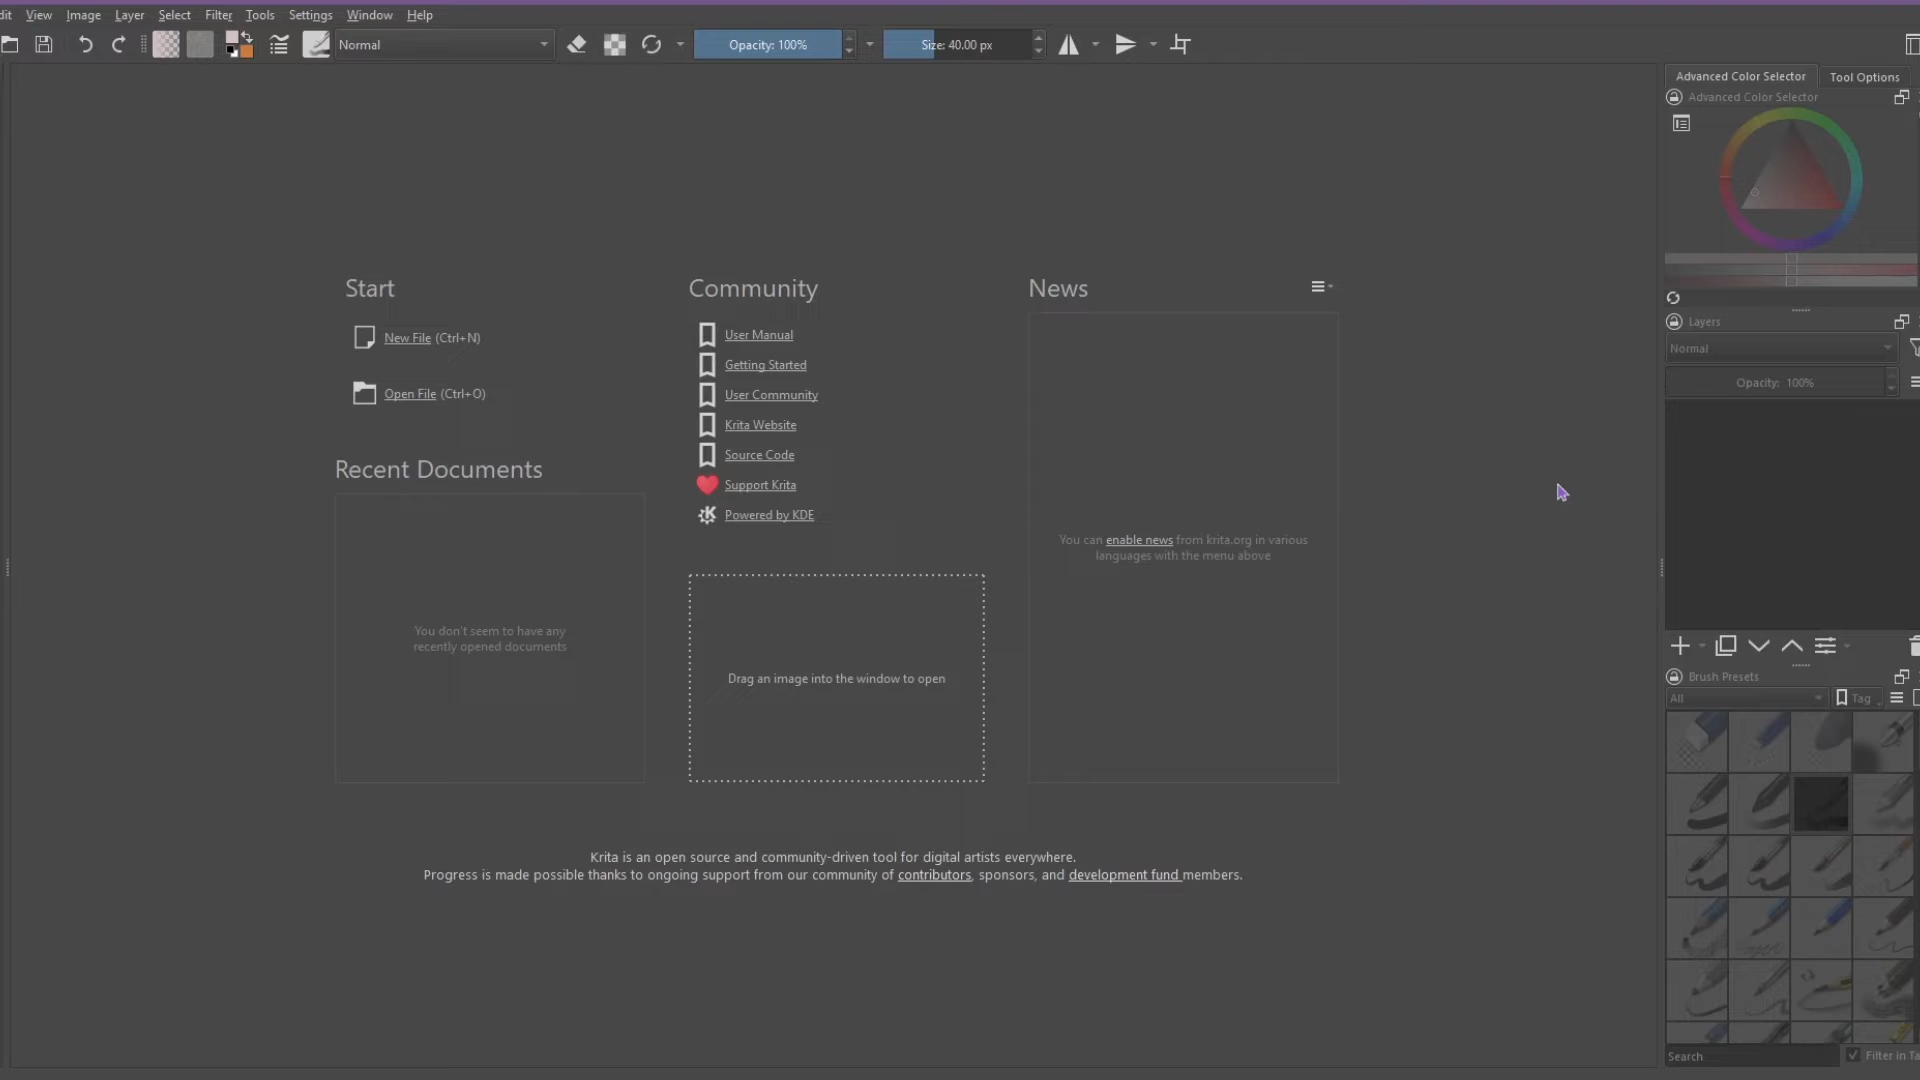 dit View Image Layer Select Filter Tools Settings Window Help
Normal Opacity: 100% Size: 40.00 px
Advanced Color Selector Tool Options
Advanced Color Selector
Start
New File (Ctrl+N)
Open File (Ctrl+O)
Recent Documents
You don't seem to have any
recently opened documents
Community
User Manual
Getting Started
User Community
Krita Website
Source Code
Support Krita
Powered by KDE
Drag an image into the window to open
News
You can enable news from krita.org in various
languages with the menu above
Krita is an open source and community-driven tool for digital artists everywhere.
Progress is made possible thanks to ongoing support from our community of contributors, sponsors, and development fund members.
Layers
Normal
Opacity: 100%
Brush Presets
All Tag
Search Filter in Ta